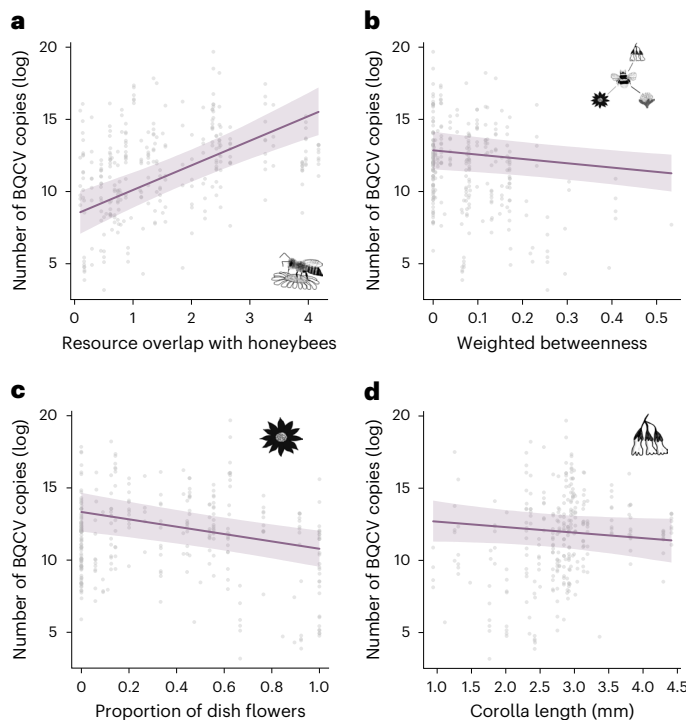 a
Number of BQCV copies (log)
20
15
10
5
0 1 2 3 4
Resource overlap with honeybees
b
Number of BQCV copies (log)
20
15
10
5
0 0.1 0.2 0.3 0.4 0.5
Weighted betweenness
c
Number of BQCV copies (log)
20
15
10
5
0 0.2 0.4 0.6 0.8 1.0
Proportion of dish flowers
d
Number of BQCV copies (log)
20
15
10
5
1.0 1.5 2.0 2.5 3.0 3.5 4.0 4.5
Corolla length (mm)